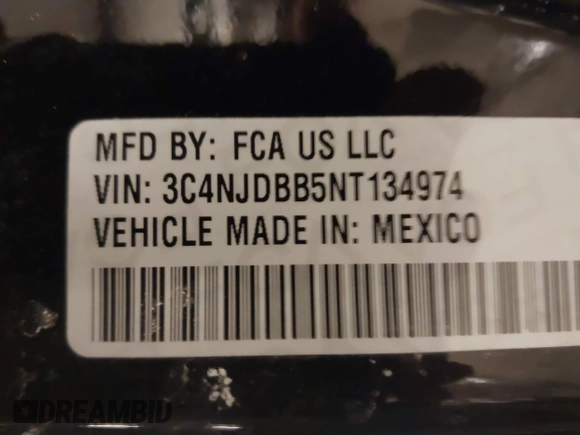 MFD BY: FCA US LLC
VIN: 3C4NJDBB5NT134974
VEHICLE MADE IN: MEXICO
DREAMBID